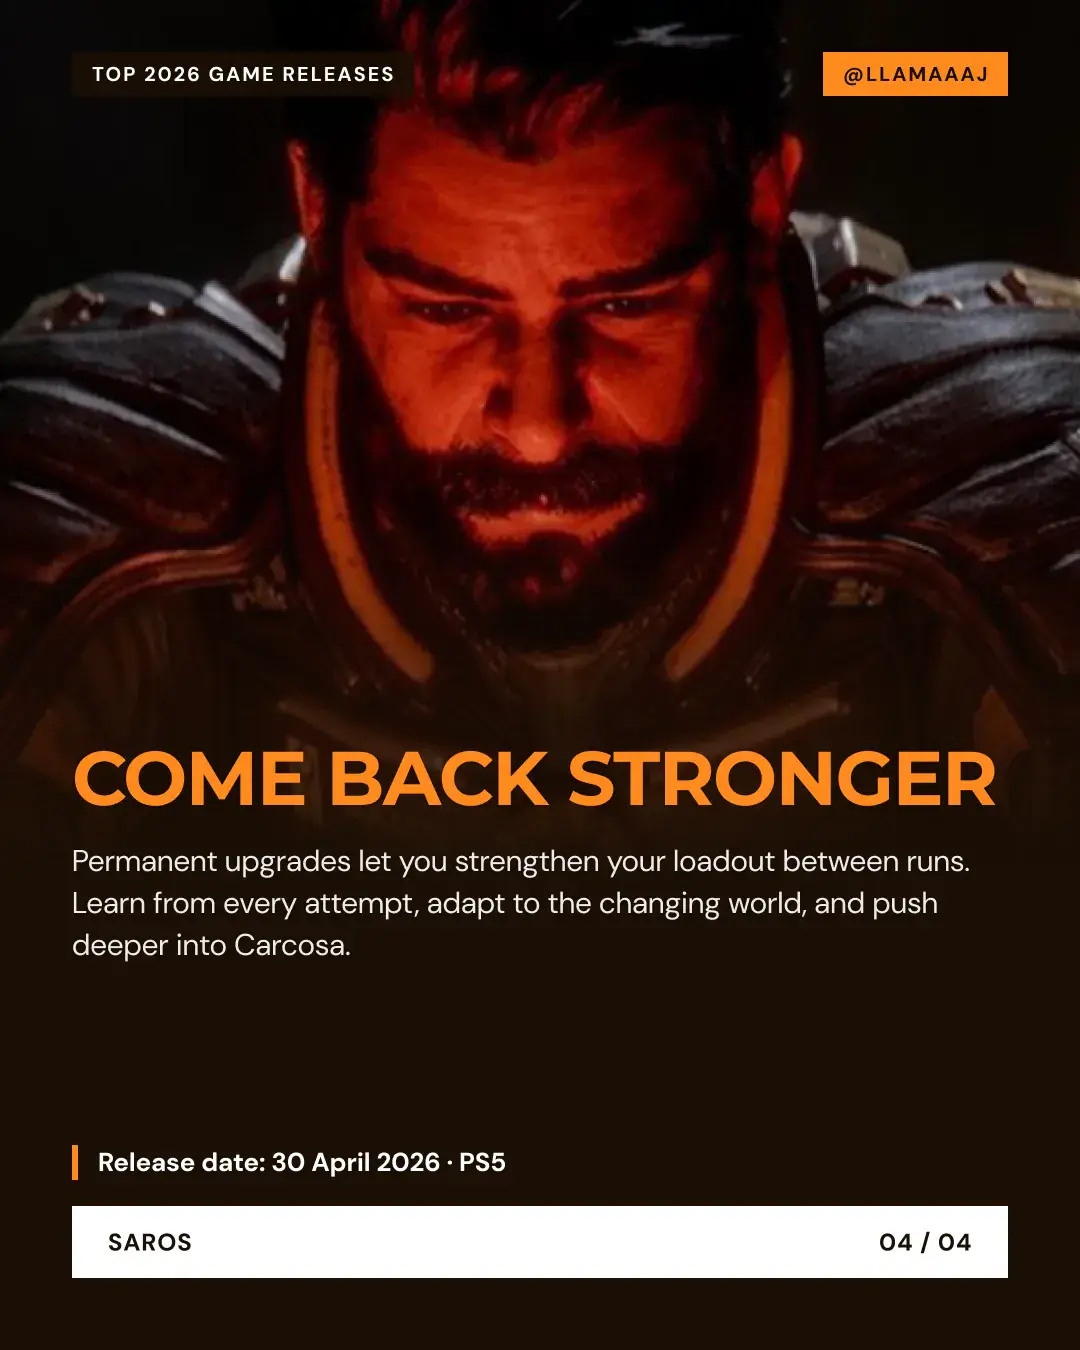 TOP 2026 GAME RELEASES
@LLAMAAAJ
COME BACK STRONGER
Permanent upgrades let you strengthen your loadout between runs.
Learn from every attempt, adapt to the changing world, and push
deeper into Carcosa.
Release date: 30 April 2026 · PS5
SAROS
04 / 04